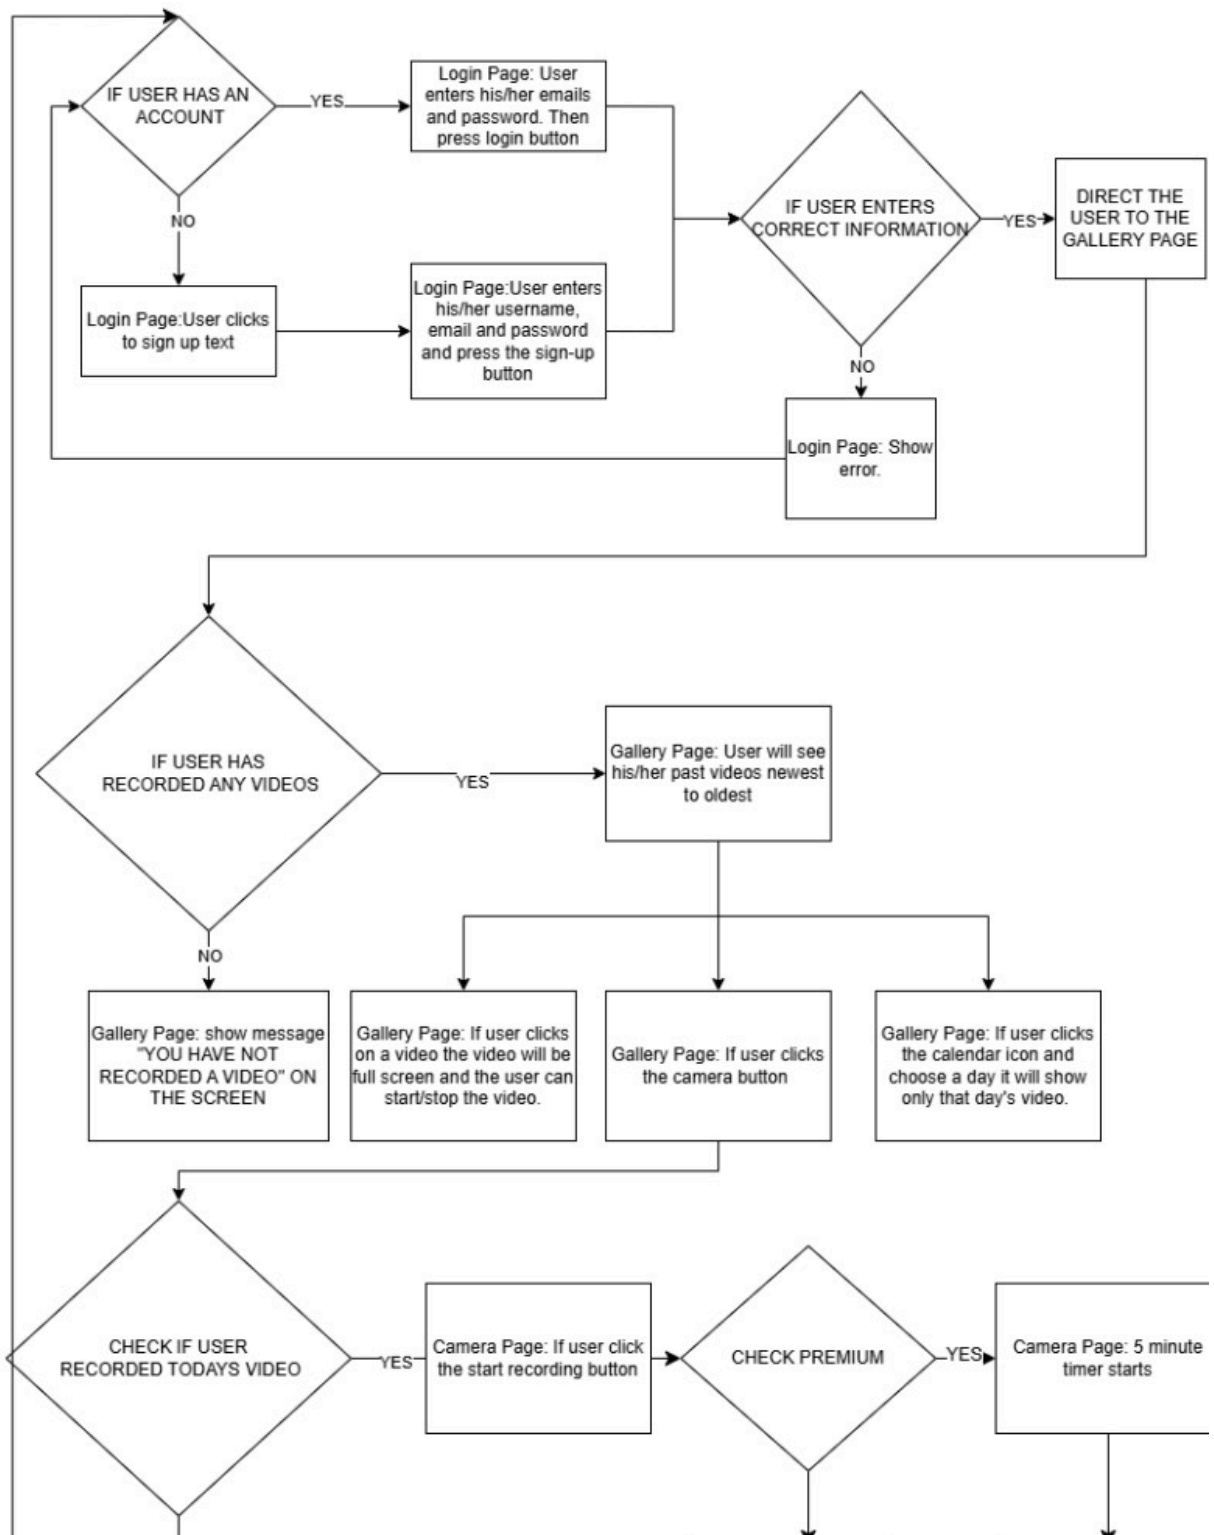 IF USER HAS AN
ACCOUNT
YES
Login Page: User
enters his/her emails
and password. Then
press login button
NO
Login Page:User clicks
to sign up text
Login Page:User enters
his/her username,
email and password
and press the sign-up
button
IF USER ENTERS
CORRECT INFORMATION
YES
DIRECT THE
USER TO THE
GALLERY PAGE
NO
Login Page: Show
error.
IF USER HAS
RECORDED ANY VIDEOS
YES
Gallery Page: User will see
his/her past videos newest
to oldest
NO
Gallery Page: show message
"YOU HAVE NOT
RECORDED A VIDEO" ON
THE SCREEN
Gallery Page: If user clicks
on a video the video will be
full screen and the user can
start/stop the video.
Gallery Page: If user clicks
the camera button
Gallery Page: If user clicks
the calendar icon and
choose a day it will show
only that day's video.
CHECK IF USER
RECORDED TODAYS VIDEO
YES
Camera Page: If user click
the start recording button
CHECK PREMIUM
YES
Camera Page: 5 minute
timer starts